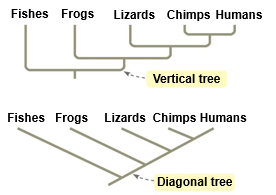 Fishes Frogs Lizards Chimps Humans
Vertical tree
Fishes Frogs Lizards Chimps Humans
Diagonal tree